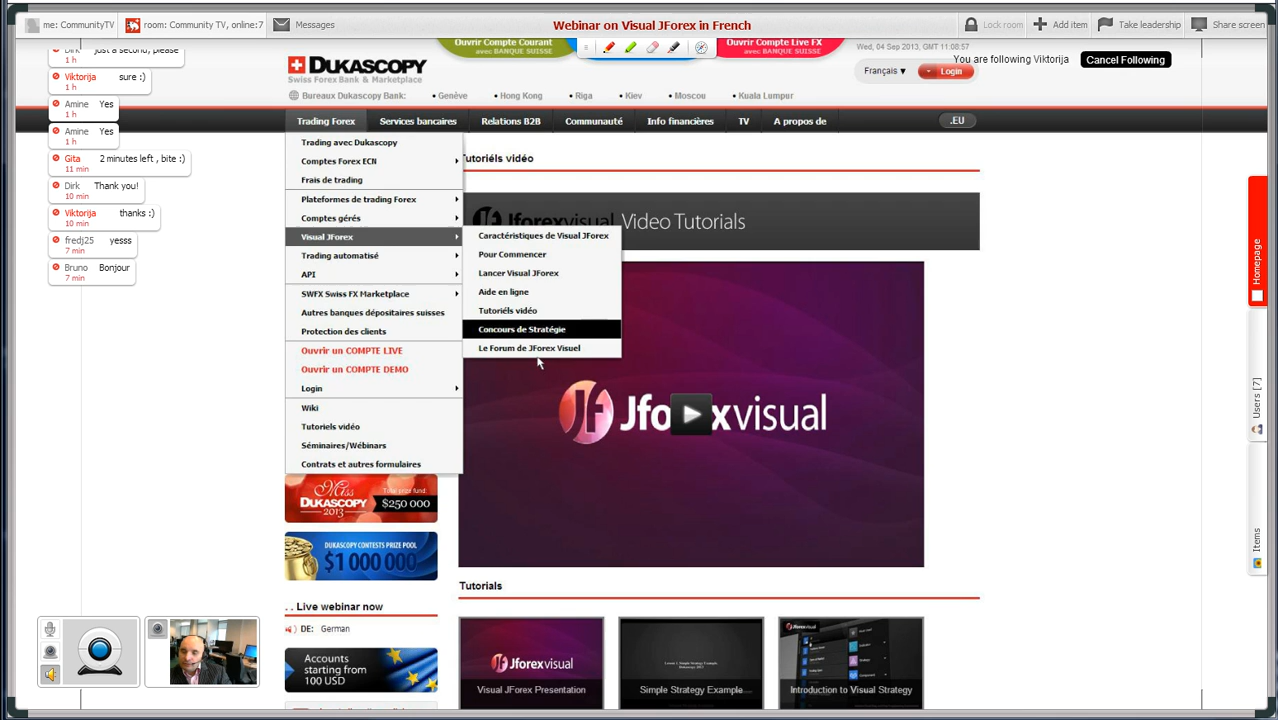 me: CommunityTV
room: Community TV, online:7
Messages
Webinar on Visual JForex in French
Lock room
Add item
Take leadership
Share screen
Dirk just a second, please
1 h
Viktorija sure :)
1 h
Amine Yes
1 h
Amine Yes
1 h
Gita 2 minutes left , bite :)
11 min
Dirk Thank you!
10 min
Viktorija thanks :)
10 min
fredj25 yesss
7 min
Bruno Bonjour
7 min
Ouvrir Compte Courant
avec BANQUE SUISSE
Ouvrir Compte Live FX
avec BANQUE SUISSE
Wed, 04 Sep 2013, GMT 11:08:57
You are following Viktorija
Cancel Following
DUKASCOPY
Swiss Forex Bank & Marketplace
Français ▾
Login
Bureaux Dukascopy Bank:
• Genève
• Hong Kong
• Riga
• Kiev
• Moscou
• Kuala Lumpur
Trading Forex
Services bancaires
Relations B2B
Communauté
Info financières
TV
A propos de
.EU
Trading avec Dukascopy
Comptes Forex ECN
Frais de trading
Plateformes de trading Forex
Comptes gérés
Visual JForex
Trading automatisé
API
SWFX Swiss FX Marketplace
Autres banques dépositaires suisses
Protection des clients
Ouvrir un COMPTE LIVE
Ouvrir un COMPTE DEMO
Login
Wiki
Tutoriels vidéo
Séminaires/Wébinars
Contrats et autres formulaires
Caractéristiques de Visual JForex
Pour Commencer
Lancer Visual JForex
Aide en ligne
Tutoriéls vidéo
Concours de Stratégie
Le Forum de JForex Visuel
Tutoriéls vidéo
Jforexvisual Video Tutorials
Jf Jforexvisual
Miss
DUKASCOPY
2013
Total prize fund:
$250 000
DUKASCOPY CONTESTS PRIZE POOL
$1 000 000
. . Live webinar now
DE: German
Accounts
starting from
100 USD
Tutorials
Jforexvisual
Visual JForex Presentation
Simple Strategy Example...
Introduction to Visual Strategy
Homepage
Users [7]
Items